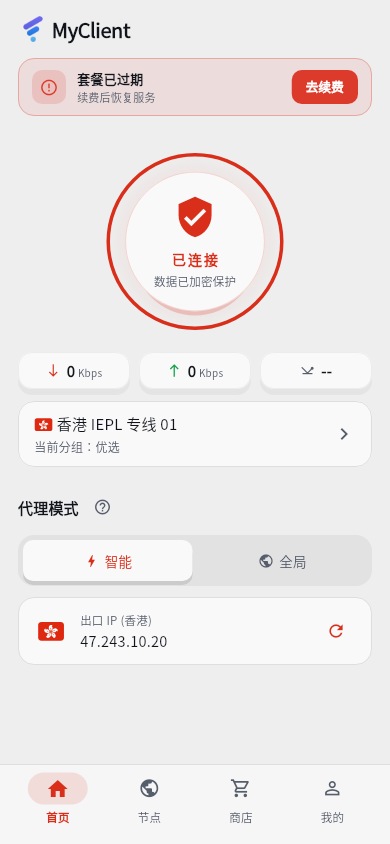 MyClient
套餐已过期
续费后恢复服务
去续费
已连接
数据已加密保护
0 Kbps
0 Kbps
--
香港 IEPL 专线 01
当前分组：优选
代理模式
智能
全局
出口 IP (香港)
47.243.10.20
首页
节点
商店
我的